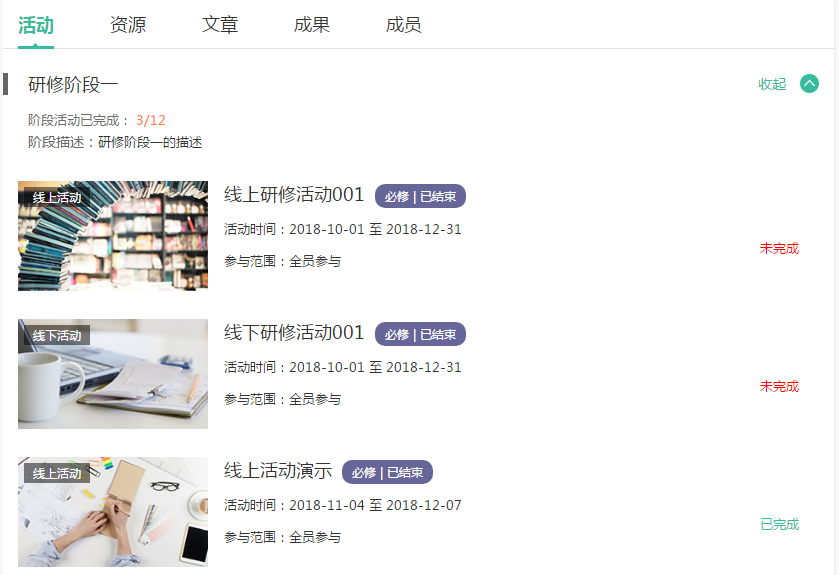 活动 资源 文章 成果 成员
研修阶段一 收起
阶段活动已完成： 3/12
阶段描述：研修阶段一的描述
线上活动 线上研修活动001 必修 | 已结束
活动时间：2018-10-01 至 2018-12-31
未完成
参与范围：全员参与
线下活动 线下研修活动001 必修 | 已结束
活动时间：2018-10-01 至 2018-12-31
未完成
参与范围：全员参与
线上活动 线上活动演示 必修 | 已结束
活动时间：2018-11-04 至 2018-12-07
已完成
参与范围：全员参与